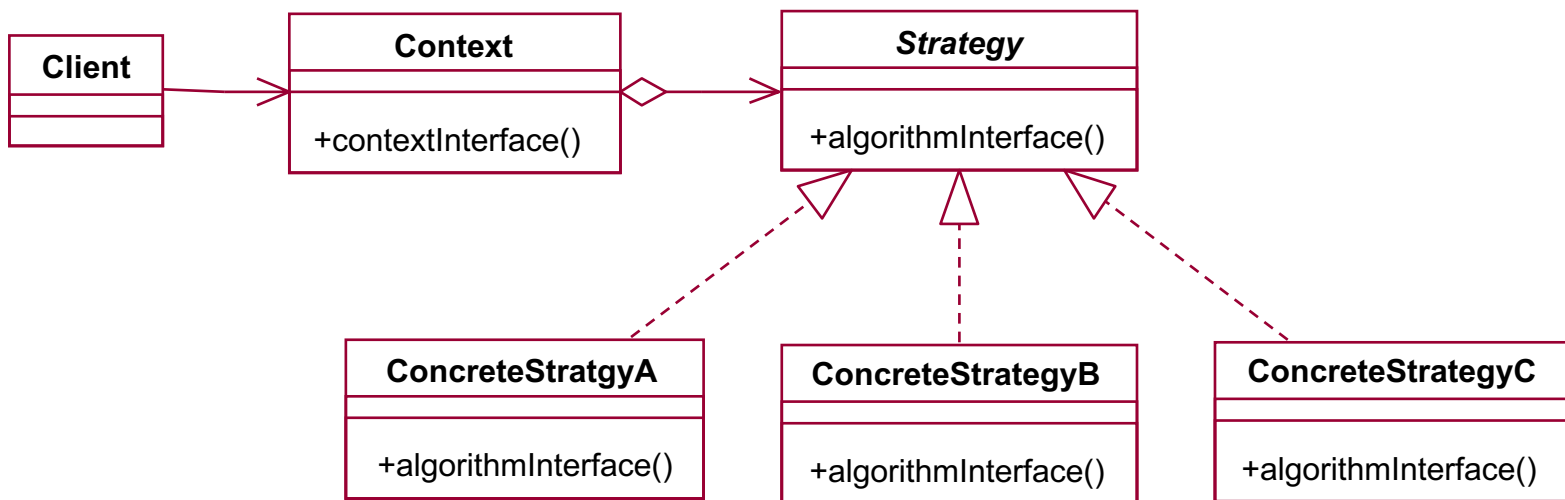 Client
Context
+contextInterface()
Strategy
+algorithmInterface()
ConcreteStratgyA
+algorithmInterface()
ConcreteStrategyB
+algorithmInterface()
ConcreteStrategyC
+algorithmInterface()